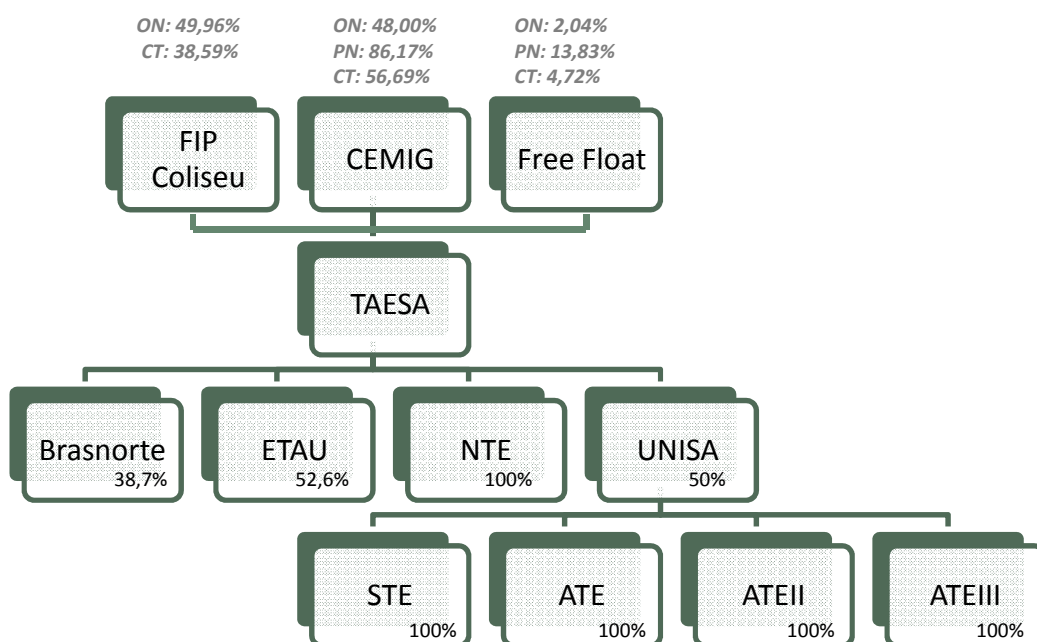 ON: 49,96%
CT: 38,59%
ON: 48,00%
PN: 86,17%
CT: 56,69%
ON: 2,04%
PN: 13,83%
CT: 4,72%
FIP
Coliseu
CEMIG
Free Float
TAESA
Brasnorte
38,7%
ETAU
52,6%
NTE
100%
UNISA
50%
STE
100%
ATE
100%
ATEII
100%
ATEIII
100%